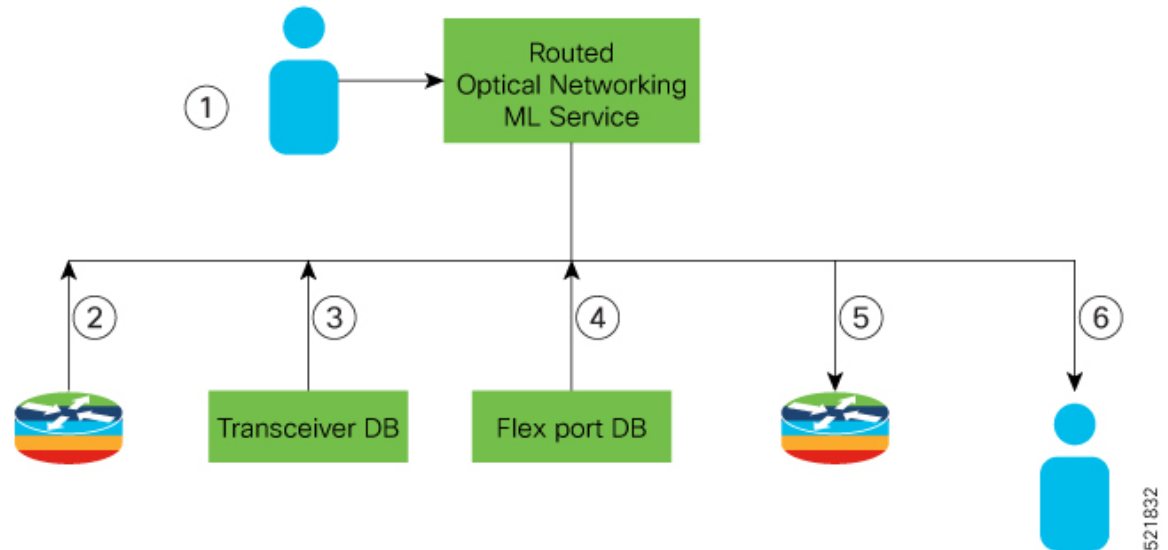 Routed
Optical Networking
ML Service
1
2
3
4
5
6
Transceiver DB
Flex port DB
521832